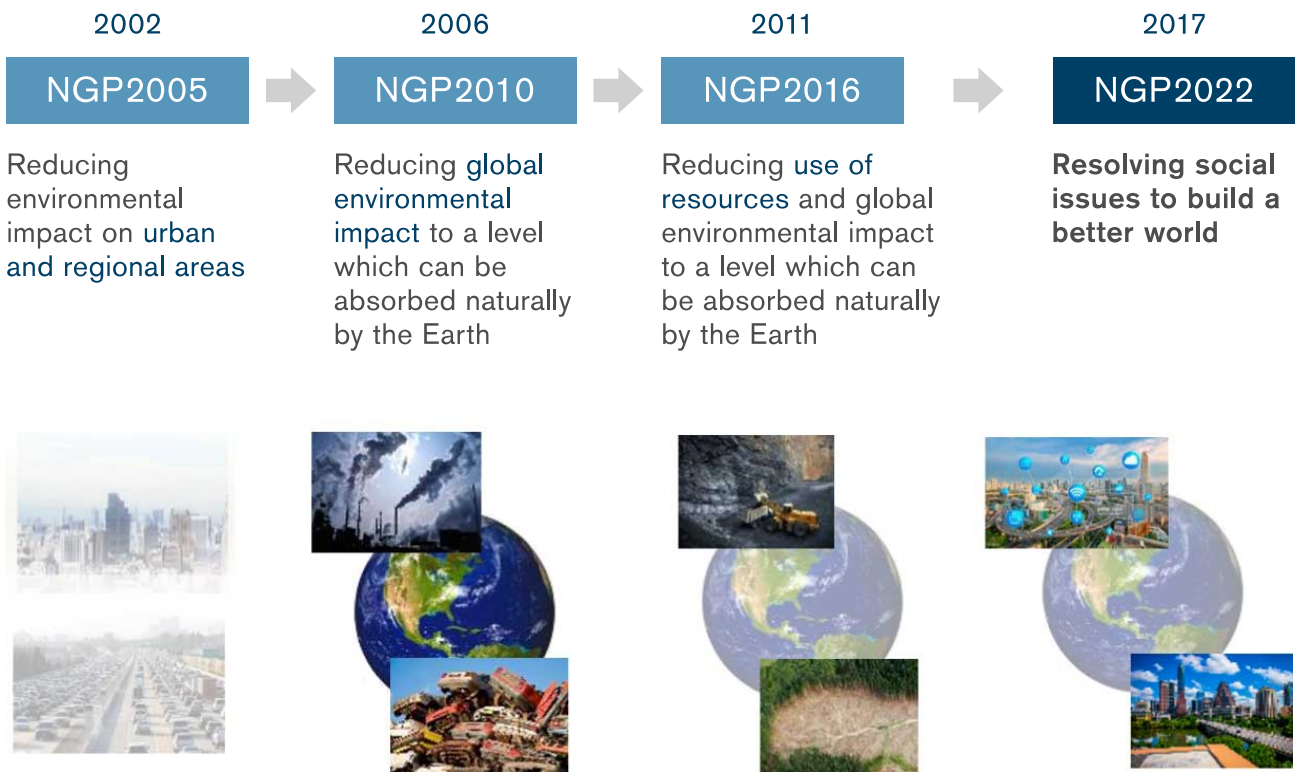 2002
NGP2005
Reducing
environmental
impact on urban
and regional areas
2006
NGP2010
Reducing global
environmental
impact to a level
which can be
absorbed naturally
by the Earth
2011
NGP2016
Reducing use of
resources and global
environmental impact
to a level which can
be absorbed naturally
by the Earth
2017
NGP2022
Resolving social
issues to build a
better world